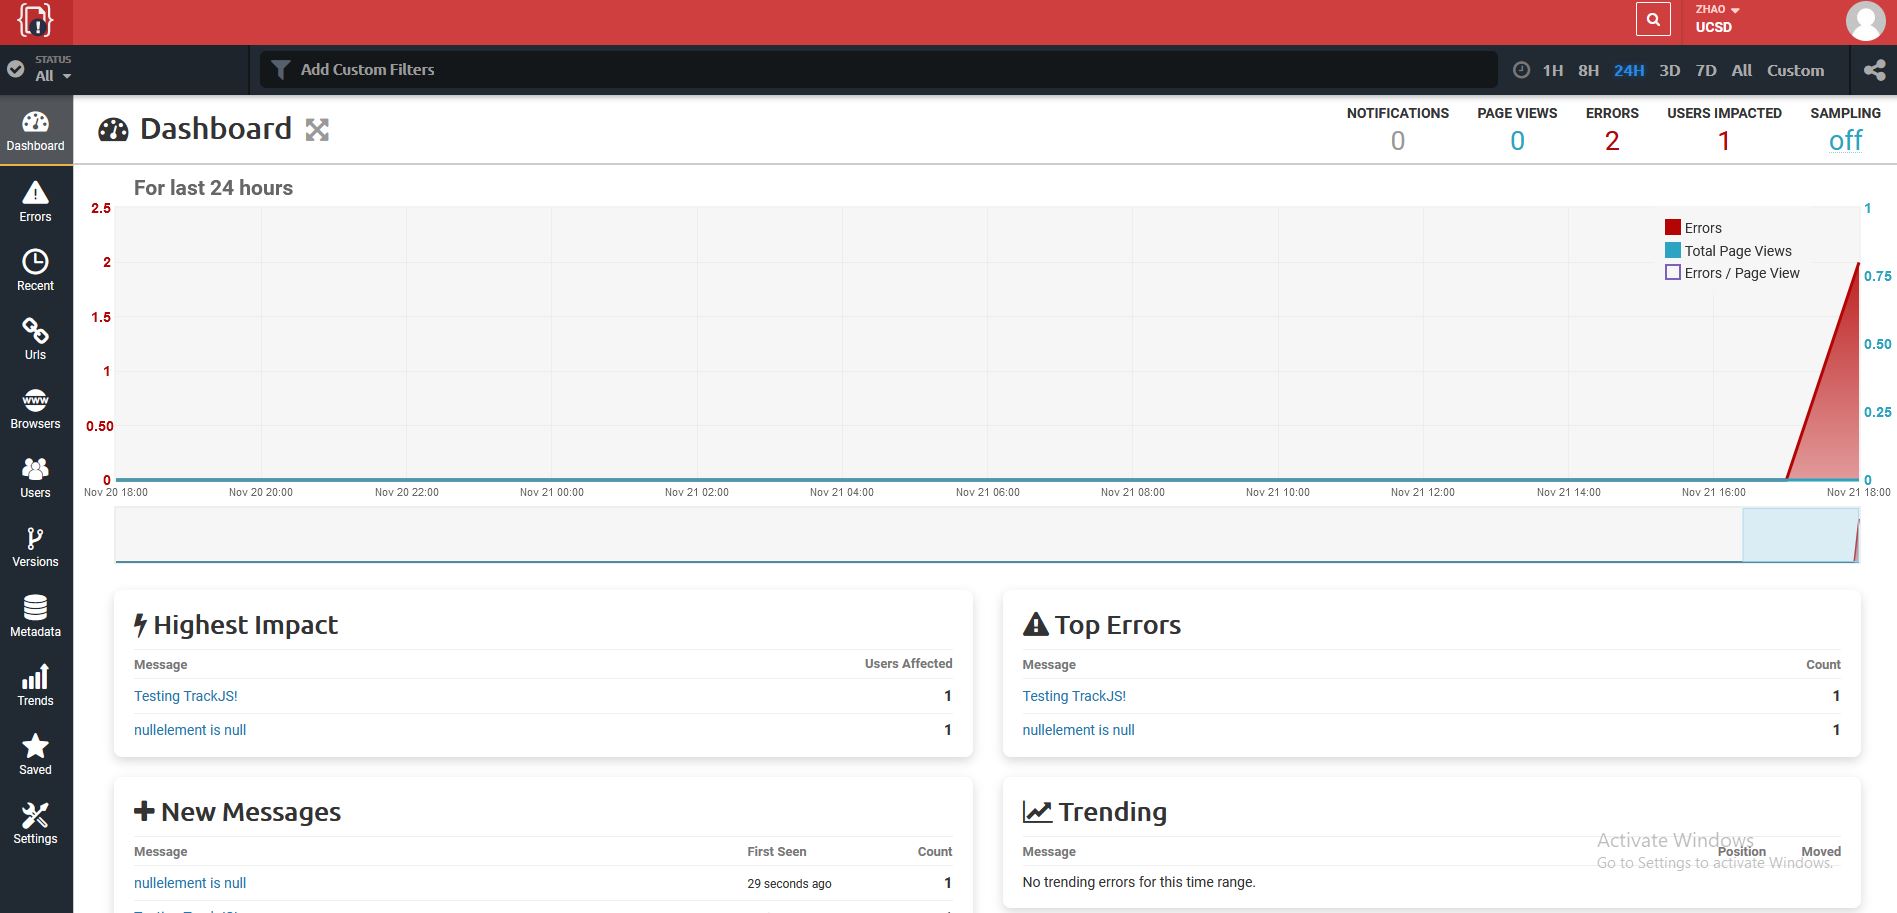 ZHAO
UCSD
STATUS
All
Add Custom Filters
1H 8H 24H 3D 7D All Custom
Dashboard
Errors
Recent
Urls
WWW
Browsers
Users
Versions
Metadata
Trends
Saved
Settings
Dashboard
NOTIFICATIONS PAGE VIEWS ERRORS USERS IMPACTED SAMPLING
0 0 2 1 off
For last 24 hours
2.5
2
1.5
1
0.50
0
Errors
Total Page Views
Errors / Page View
1
0.75
0.50
0.25
0
Nov 20 18:00 Nov 20 20:00 Nov 20 22:00 Nov 21 00:00 Nov 21 02:00 Nov 21 04:00 Nov 21 06:00 Nov 21 08:00 Nov 21 10:00 Nov 21 12:00 Nov 21 14:00 Nov 21 16:00 Nov 21 18:00
Highest Impact
Message Users Affected
Testing TrackJS! 1
nullelement is null 1
Top Errors
Message Count
Testing TrackJS! 1
nullelement is null 1
New Messages
Message First Seen Count
nullelement is null 29 seconds ago 1
Trending
Message Position Moved
No trending errors for this time range.
Activate Windows
Go to Settings to activate Windows.